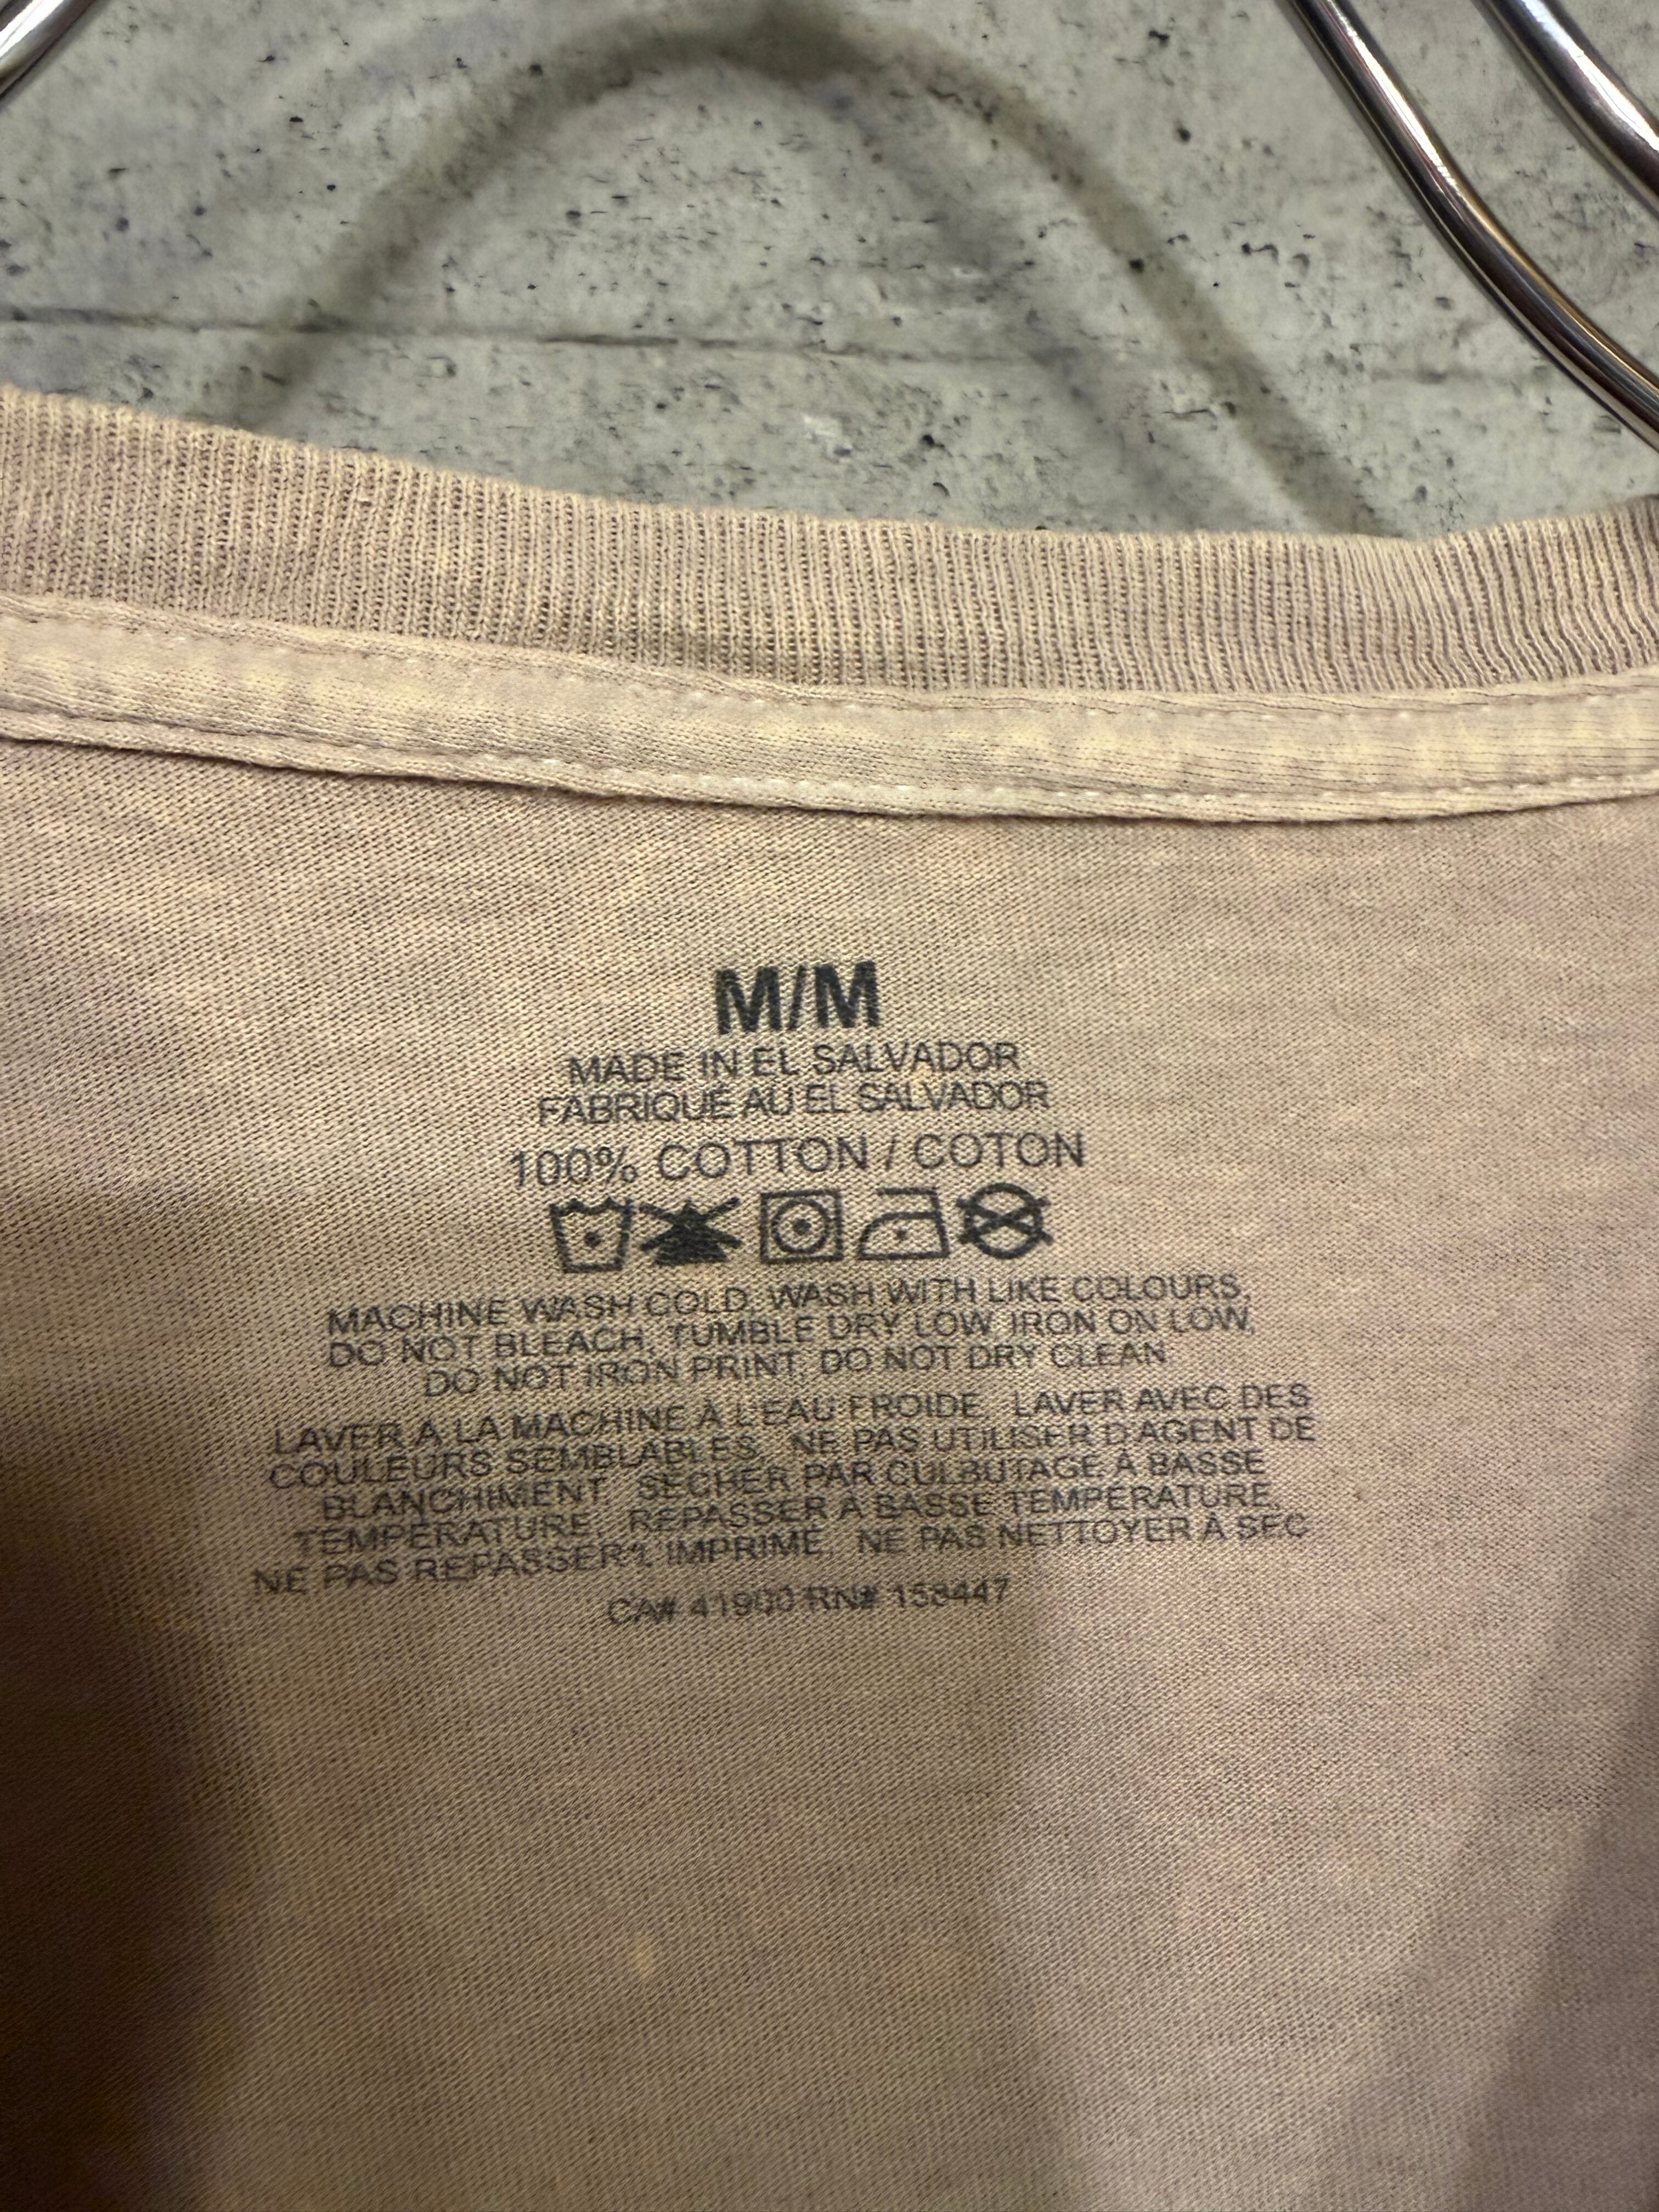 M/M
MADE IN EL SALVADOR
FABRIQUÉ AU EL SALVADOR
100% COTTON / COTON
MACHINE WASH COLD, WASH WITH LIKE COLOURS,
DO NOT BLEACH, TUMBLE DRY LOW, IRON ON LOW,
DO NOT IRON PRINT, DO NOT DRY CLEAN
LAVER À LA MACHINE À L'EAU FROIDE, LAVER AVEC DES
COULEURS SEMBLABLES, NE PAS UTILISER D'AGENT DE
BLANCHIMENT, SÉCHER PAR CULBUTAGE À BASSE
TEMPÉRATURE, REPASSER À BASSE TEMPÉRATURE,
NE PAS REPASSER L'IMPRIMÉ, NE PAS NETTOYER À SEC
CA# 41900 RN# 158447